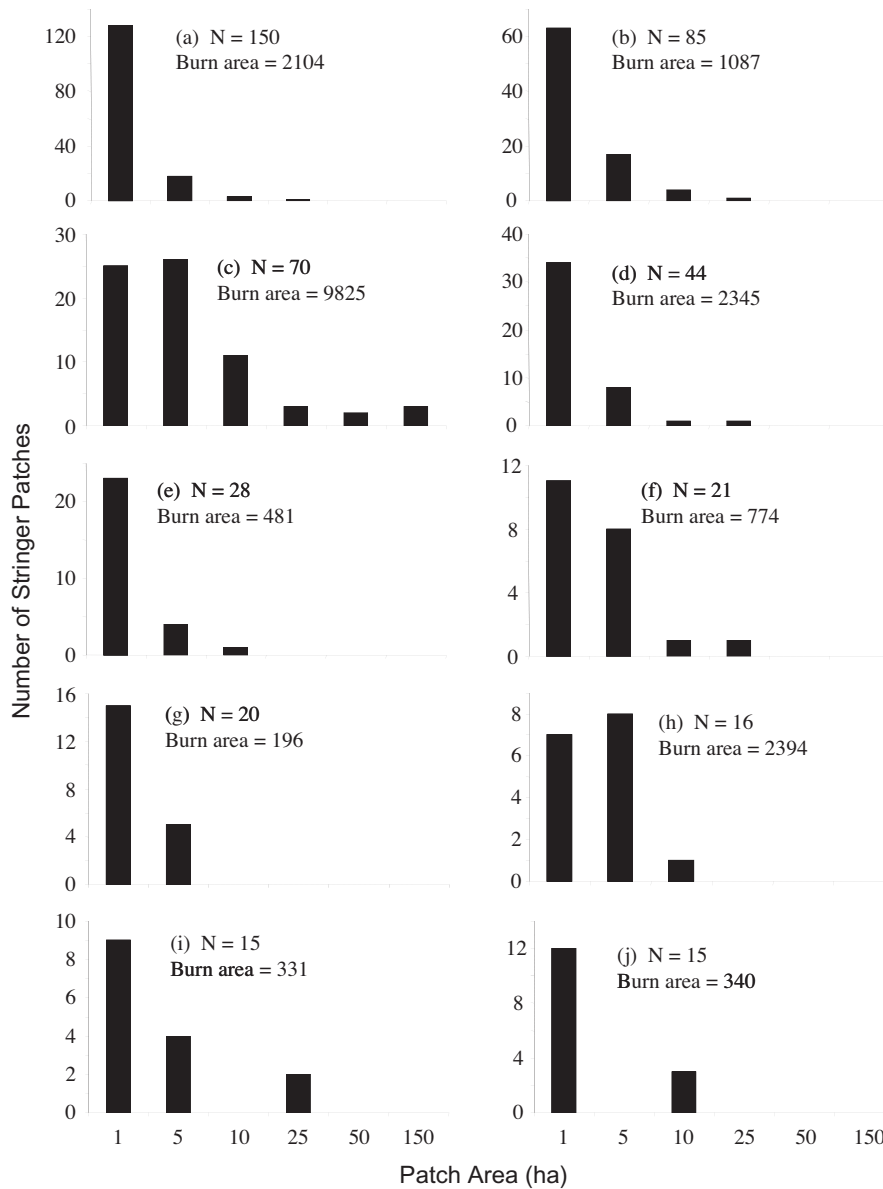 Number of Stringer Patches
120
80
40
0
(a) N = 150
Burn area = 2104
60
40
20
0
(b) N = 85
Burn area = 1087
30
20
10
0
(c) N = 70
Burn area = 9825
40
30
20
10
0
(d) N = 44
Burn area = 2345
20
10
0
(e) N = 28
Burn area = 481
12
8
4
0
(f) N = 21
Burn area = 774
16
12
8
4
0
(g) N = 20
Burn area = 196
8
6
4
2
0
(h) N = 16
Burn area = 2394
10
8
6
4
2
0
(i) N = 15
Burn area = 331
12
8
4
0
(j) N = 15
Burn area = 340
1 5 10 25 50 150
1 5 10 25 50 150
Patch Area (ha)